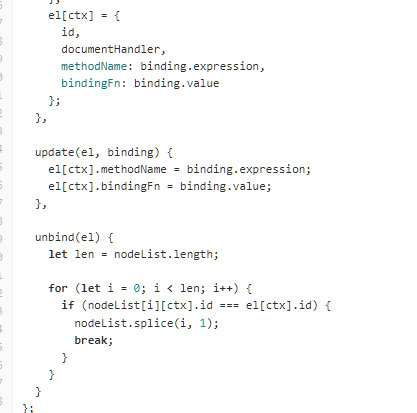 el[ctx] = {
id,
documentHandler,
methodName: binding.expression,
bindingFn: binding.value
};
},
update(el, binding) {
el[ctx].methodName = binding.expression;
el[ctx].bindingFn = binding.value;
},
unbind(el) {
let len = nodeList.length;
for (let i = 0; i < len; i++) {
if (nodeList[i][ctx].id === el[ctx].id) {
nodeList.splice(i, 1);
break;
}
}
}
};